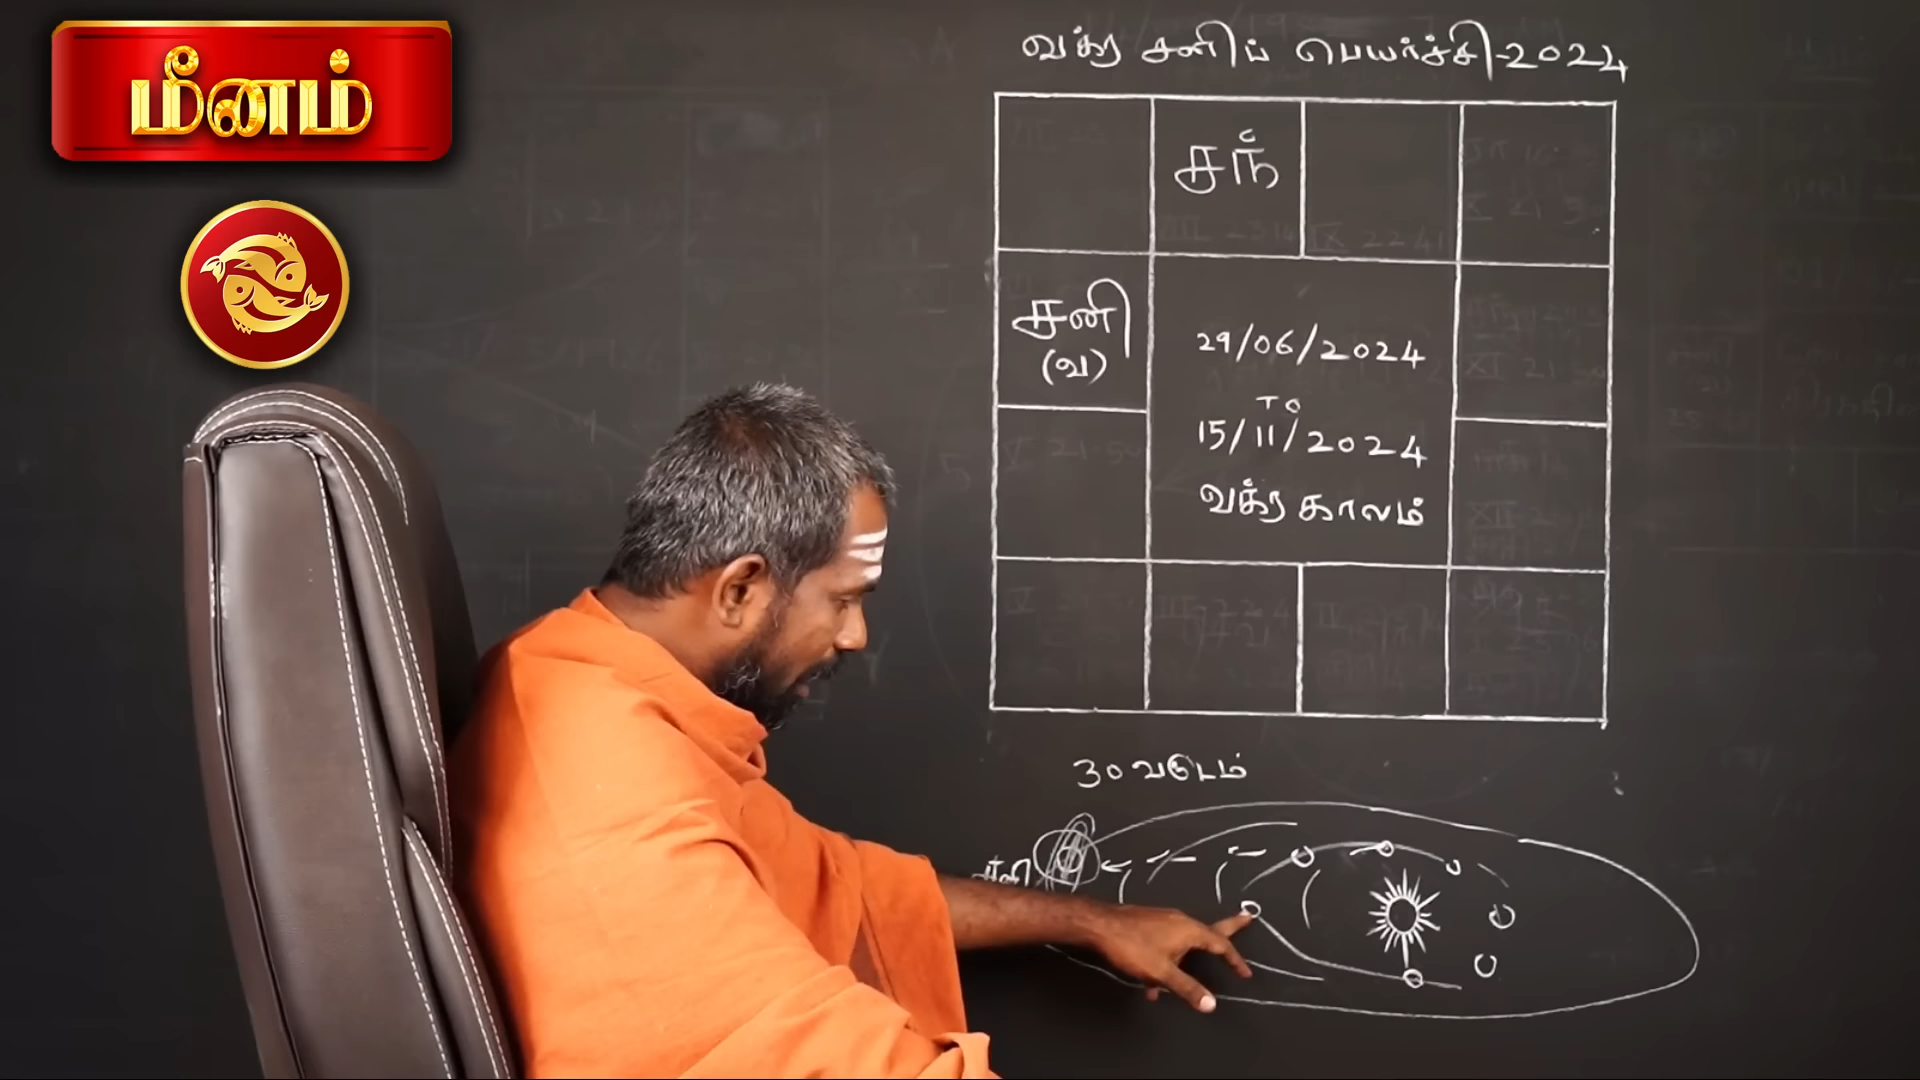 மீனம்
வக்ர சனிப் பெயர்ச்சி-2024
சந்
சனி
(வ)
29/06/2024
TO
15/11/2024
வக்ர காலம்
30 வருடம்
சனி